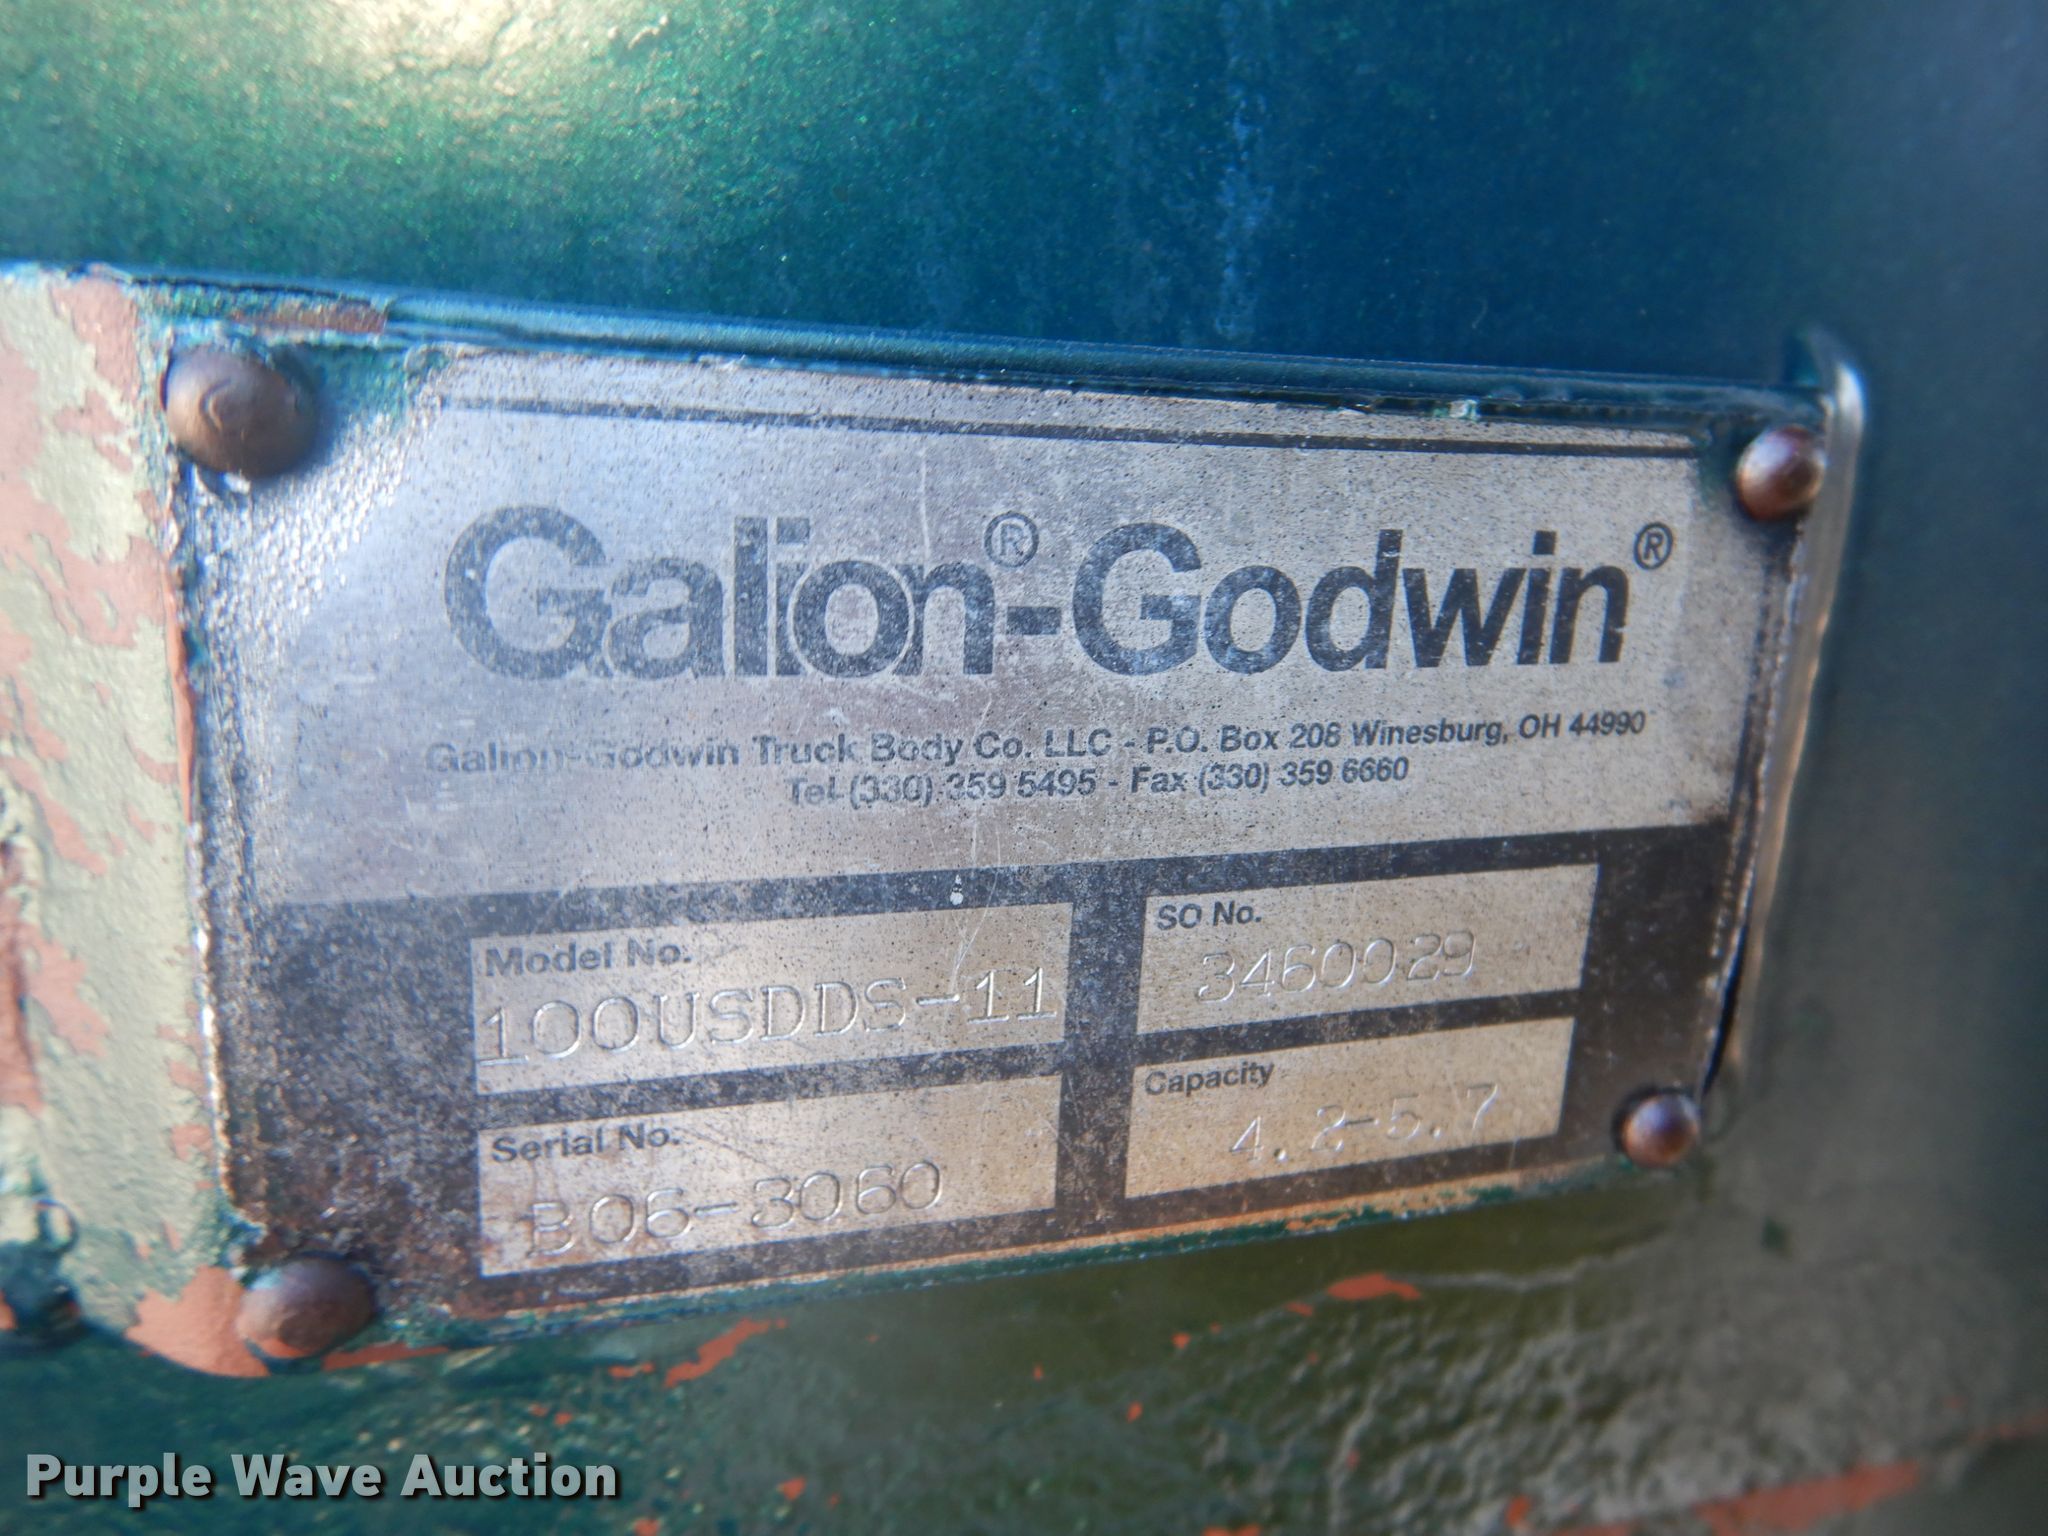 Galion®-Godwin®
Galion-Godwin Truck Body Co. LLC - P.O. Box 208 Winesburg, OH 44990
Tel (330) 359 5495 - Fax (330) 359 6660
Model No.
100USDDS-11
SO No.
3460029
Serial No.
B06-3060
Capacity
4.2-5.7
Purple Wave Auction